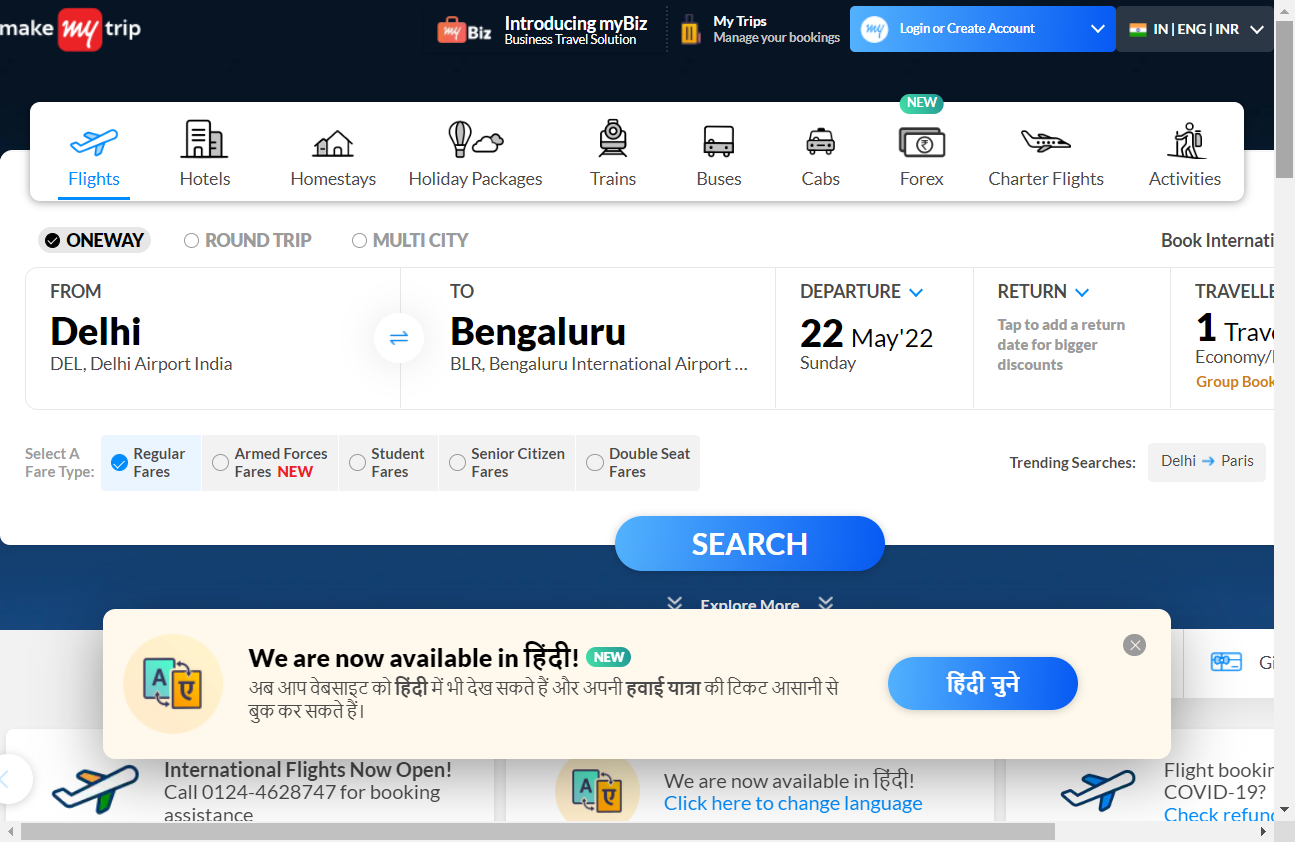 make my trip
my Biz
Introducing myBiz
Business Travel Solution
My Trips
Manage your bookings
my
Login or Create Account
IN | ENG | INR
NEW
Flights
Hotels
Homestays
Holiday Packages
Trains
Buses
Cabs
Forex
Charter Flights
Activities
ONEWAY
ROUND TRIP
MULTI CITY
Book Internati
FROM
Delhi
DEL, Delhi Airport India
TO
Bengaluru
BLR, Bengaluru International Airport ...
DEPARTURE
22 May'22
Sunday
RETURN
Tap to add a return
date for bigger
discounts
TRAVELLE
1 Trave
Economy/
Group Book
Select A
Fare Type:
Regular
Fares
Armed Forces
Fares NEW
Student
Fares
Senior Citizen
Fares
Double Seat
Fares
Trending Searches:
Delhi → Paris
SEARCH
Explore More
We are now available in हिंदी! NEW
अब आप वेबसाइट को हिंदी में भी देख सकते हैं और अपनी हवाई यात्रा की टिकट आसानी से
बुक कर सकते हैं।
A ए
हिंदी चुने
Gi
International Flights Now Open!
Call 0124-4628747 for booking
assistance
A ए
We are now available in हिंदी!
Click here to change language
Flight bookin
COVID-19?
Check refund